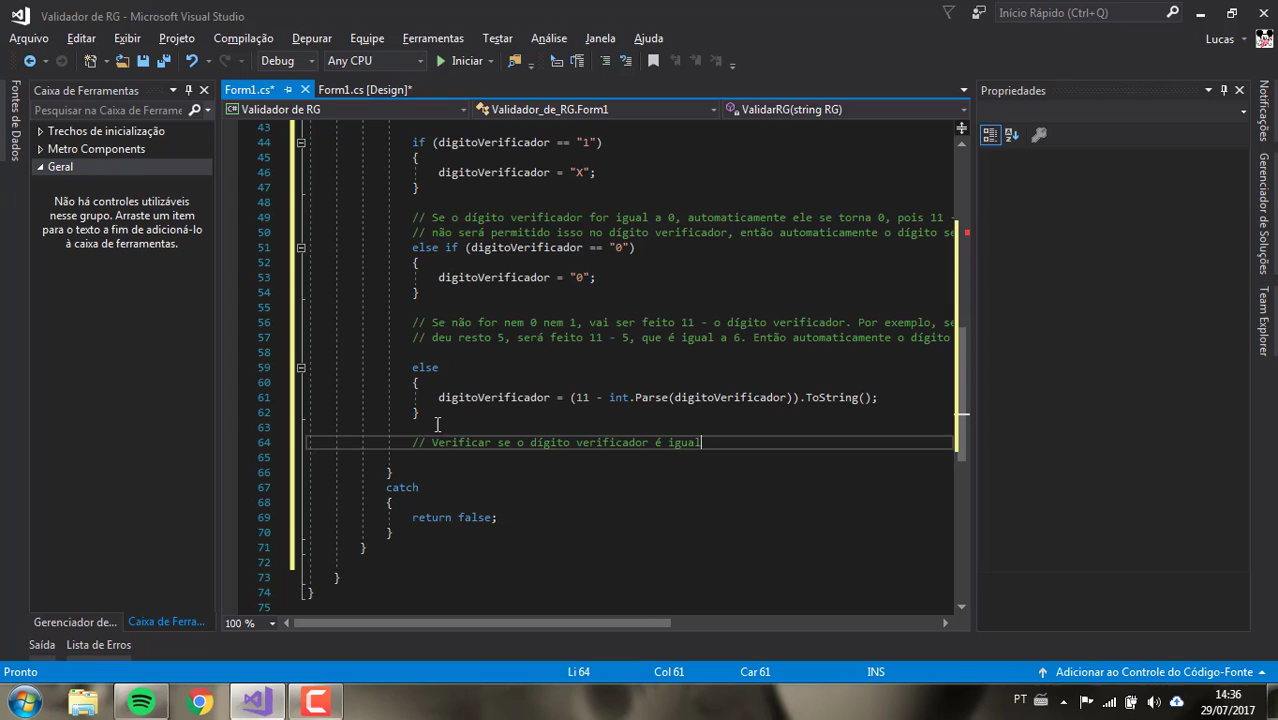 Validador de RG - Microsoft Visual Studio
Início Rápido (Ctrl+Q)
Arquivo Editar Exibir Projeto Compilação Depurar Equipe Ferramentas Testar Análise Janela Ajuda
Lucas
Debug Any CPU Iniciar
Fontes de Dados
Caixa de Ferramentas
Pesquisar na Caixa de Ferrame
Trechos de inicialização
Metro Components
Geral
Não há controles utilizáveis
nesse grupo. Arraste um item
para o texto a fim de adicioná-lo
à caixa de ferramentas.
Gerenciador de... Caixa de Ferra...
Form1.cs* Form1.cs [Design]*
Validador de RG Validador_de_RG.Form1 ValidarRG(string RG)
43
44 if (digitoVerificador == "1")
45 {
46 digitoVerificador = "X";
47 }
48
49 // Se o dígito verificador for igual a 0, automaticamente ele se torna 0, pois 11 -
50 // não será permitido isso no dígito verificador, então automaticamente o dígito se
51 else if (digitoVerificador == "0")
52 {
53 digitoVerificador = "0";
54 }
55
56 // Se não for nem 0 nem 1, vai ser feito 11 - o dígito verificador. Por exemplo, se
57 // deu resto 5, será feito 11 - 5, que é igual a 6. Então automaticamente o dígito
58
59 else
60 {
61 digitoVerificador = (11 - int.Parse(digitoVerificador)).ToString();
62 }
63
64 // Verificar se o dígito verificador é igual
65
66 }
67 catch
68 {
69 return false;
70 }
71 }
72
73 }
74 }
75
100 %
Propriedades
Gerenciador de Soluções
Team Explorer
Saída Lista de Erros
Pronto Li 64 Col 61 Car 61 INS Adicionar ao Controle do Código-Fonte
PT
14:36
29/07/2017